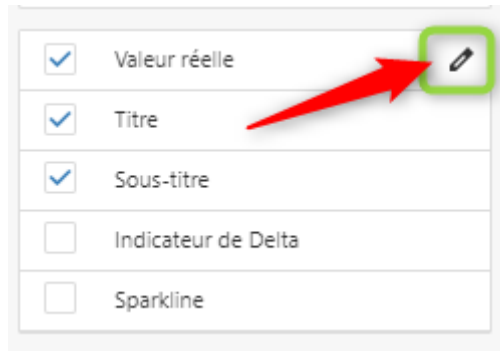 Valeur réelle
Titre
Sous-titre
Indicateur de Delta
Sparkline